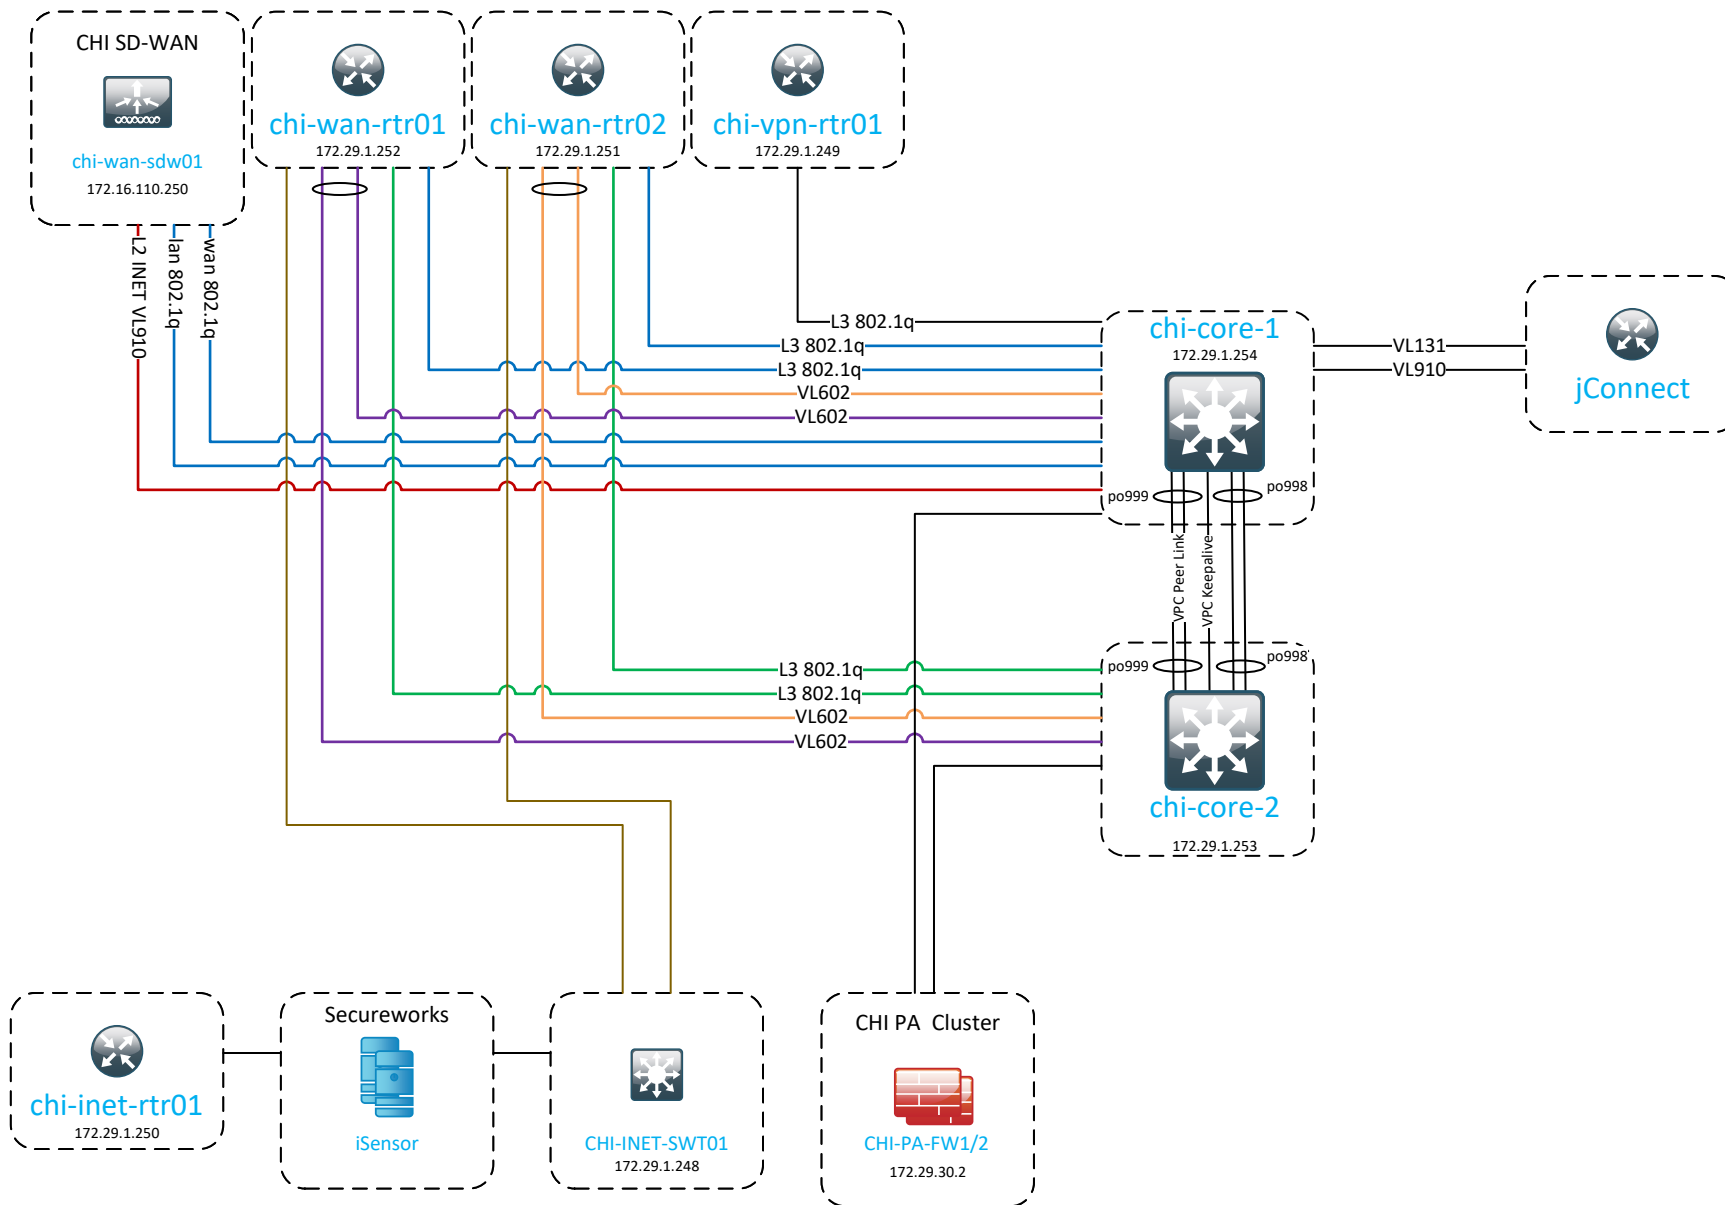 CHI SD-WAN
chi-wan-sdw01
172.16.110.250
chi-wan-rtr01
172.29.1.252
chi-wan-rtr02
172.29.1.251
chi-vpn-rtr01
172.29.1.249
L2 INET VL910
lan 802.1q
wan 802.1q
L3 802.1q
L3 802.1q
L3 802.1q
VL602
VL602
chi-core-1
172.29.1.254
po999
po998
VL131
VL910
jConnect
VPC Peer Link
VPC Keepalive
L3 802.1q
L3 802.1q
VL602
VL602
po999
po998
chi-core-2
172.29.1.253
chi-inet-rtr01
172.29.1.250
Secureworks
iSensor
CHI-INET-SWT01
172.29.1.248
CHI PA  Cluster
CHI-PA-FW1/2
172.29.30.2